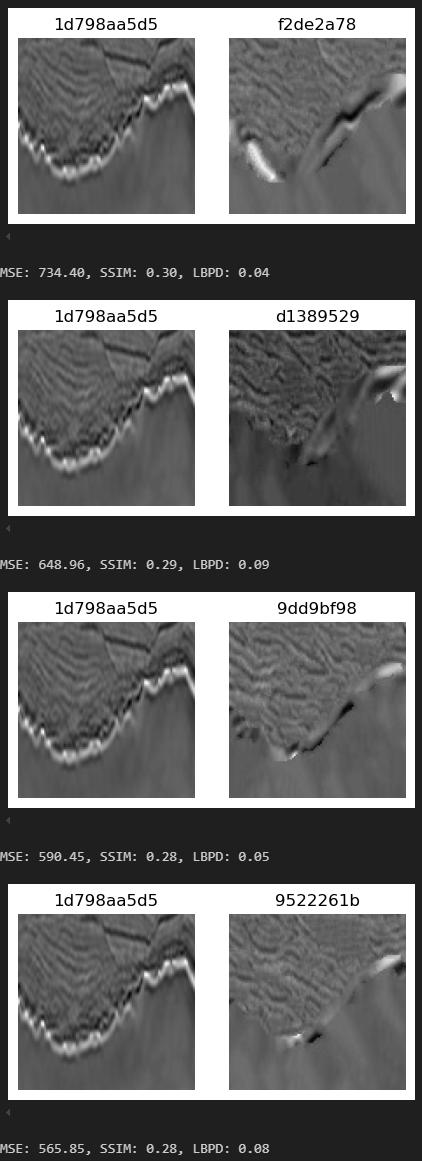 1d798aa5d5 f2de2a78
MSE: 734.40, SSIM: 0.30, LBPD: 0.04
1d798aa5d5 d1389529
MSE: 648.96, SSIM: 0.29, LBPD: 0.09
1d798aa5d5 9dd9bf98
MSE: 590.45, SSIM: 0.28, LBPD: 0.05
1d798aa5d5 9522261b
MSE: 565.85, SSIM: 0.28, LBPD: 0.08